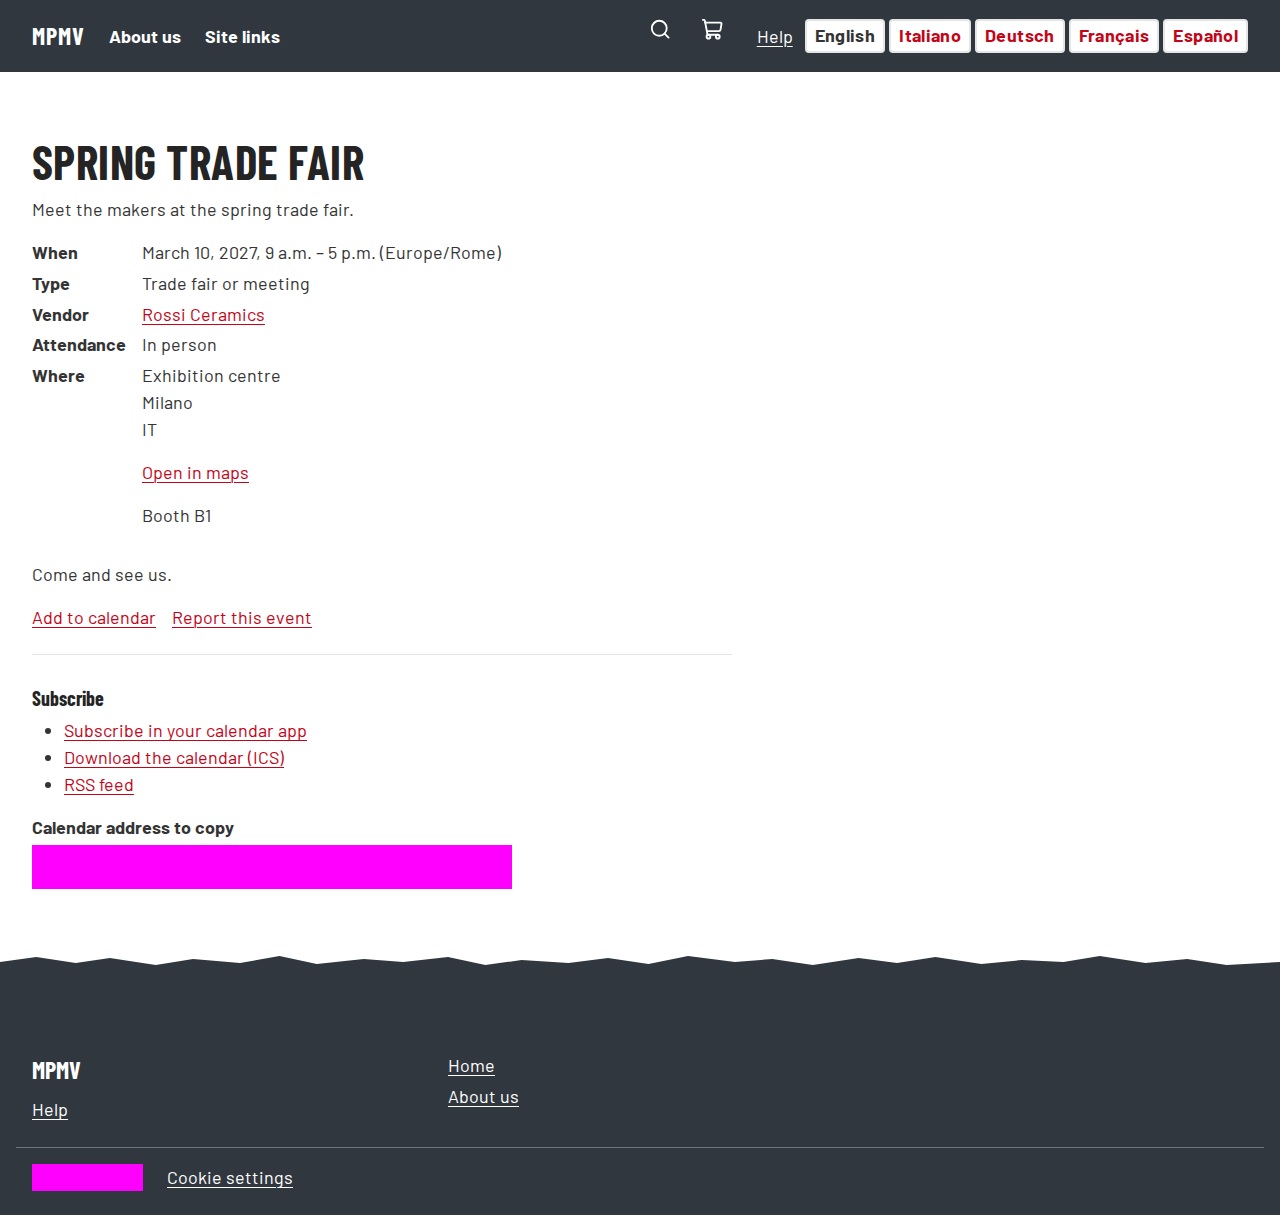 MPMV
About us
Site links
Help
English
Italiano
Deutsch
Français
Español
SPRING TRADE FAIR
Meet the makers at the spring trade fair.
When March 10, 2027, 9 a.m. – 5 p.m. (Europe/Rome)
Type Trade fair or meeting
Vendor Rossi Ceramics
Attendance In person
Where Exhibition centre
Milano
IT
Open in maps
Booth B1
Come and see us.
Add to calendar Report this event
Subscribe
Subscribe in your calendar app
Download the calendar (ICS)
RSS feed
Calendar address to copy
MPMV
Help
Home
About us
Cookie settings